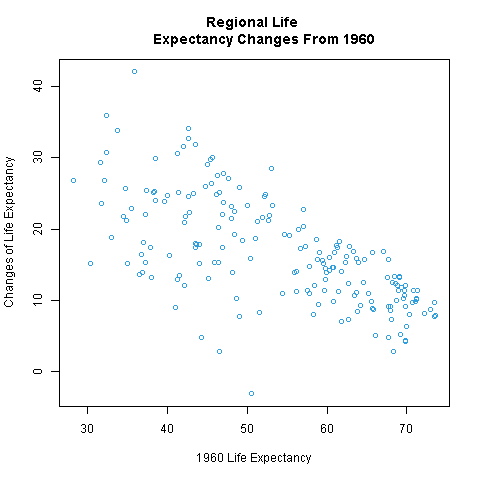 Regional Life
Expectancy Changes From 1960
Changes of Life Expectancy
40
30
20
10
0
30 40 50 60 70
1960 Life Expectancy